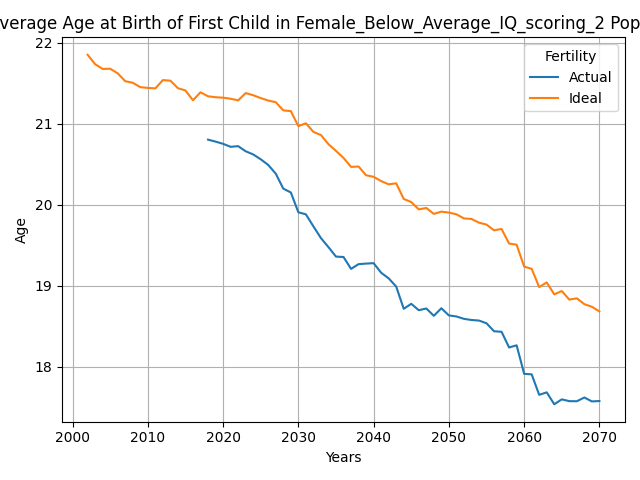 verage Age at Birth of First Child in Female_Below_Average_IQ_scoring_2 Pop
22
21
20
19
18
Age
Fertility
Actual
Ideal
2000 2010 2020 2030 2040 2050 2060 2070
Years